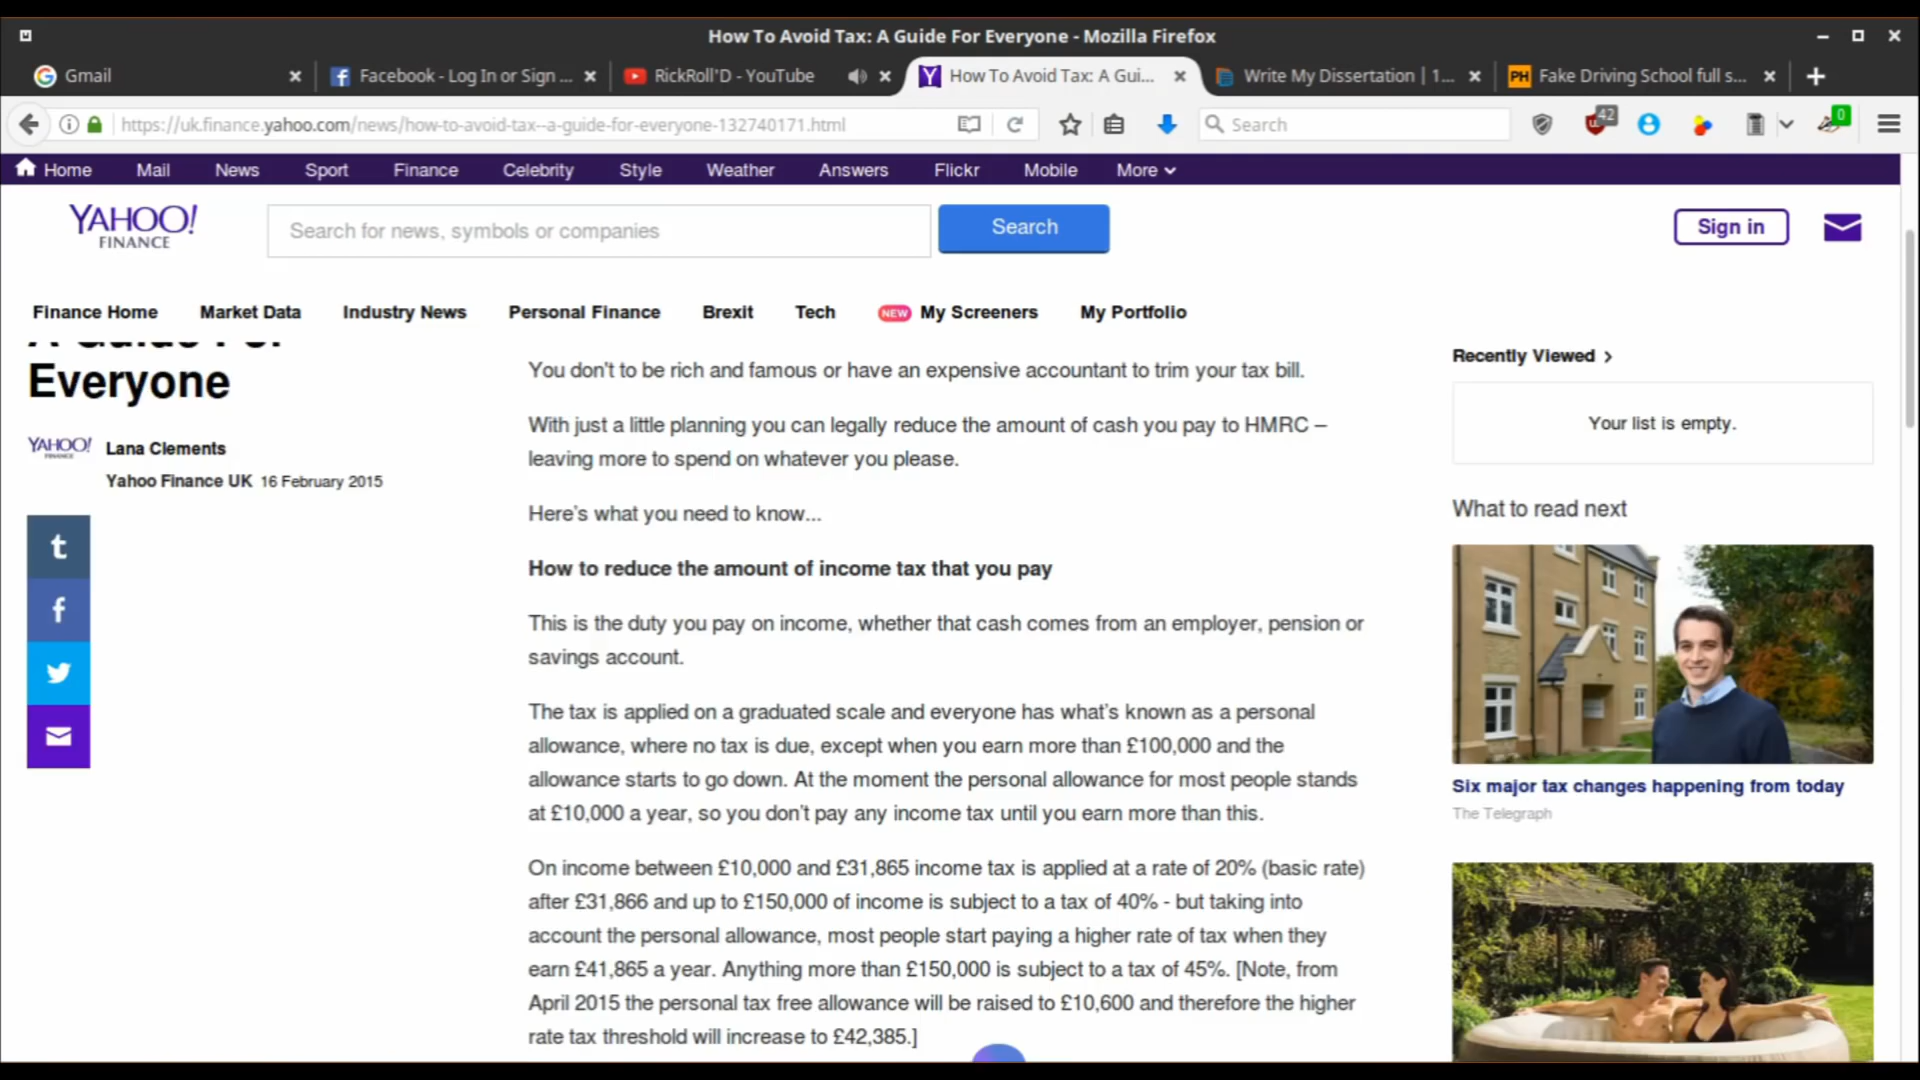 How To Avoid Tax: A Guide For Everyone - Mozilla Firefox
Gmail
Facebook - Log In or Sign ...
RickRoll'D - YouTube
How To Avoid Tax: A Gui...
Write My Dissertation | 1...
PH Fake Driving School full s...
https://uk.finance.yahoo.com/news/how-to-avoid-tax--a-guide-for-everyone-132740171.html
Search
42
0
Home Mail News Sport Finance Celebrity Style Weather Answers Flickr Mobile More
YAHOO!
FINANCE
Search for news, symbols or companies
Search
Sign in
Finance Home Market Data Industry News Personal Finance Brexit Tech NEW My Screeners My Portfolio
A Guide For
Everyone
YAHOO!
FINANCE
Lana Clements
Yahoo Finance UK 16 February 2015
You don't to be rich and famous or have an expensive accountant to trim your tax bill.
With just a little planning you can legally reduce the amount of cash you pay to HMRC –
leaving more to spend on whatever you please.
Here's what you need to know...
How to reduce the amount of income tax that you pay
This is the duty you pay on income, whether that cash comes from an employer, pension or
savings account.
The tax is applied on a graduated scale and everyone has what's known as a personal
allowance, where no tax is due, except when you earn more than £100,000 and the
allowance starts to go down. At the moment the personal allowance for most people stands
at £10,000 a year, so you don't pay any income tax until you earn more than this.
On income between £10,000 and £31,865 income tax is applied at a rate of 20% (basic rate)
after £31,866 and up to £150,000 of income is subject to a tax of 40% - but taking into
account the personal allowance, most people start paying a higher rate of tax when they
earn £41,865 a year. Anything more than £150,000 is subject to a tax of 45%. [Note, from
April 2015 the personal tax free allowance will be raised to £10,600 and therefore the higher
rate tax threshold will increase to £42,385.]
Recently Viewed
Your list is empty.
What to read next
Six major tax changes happening from today
The Telegraph